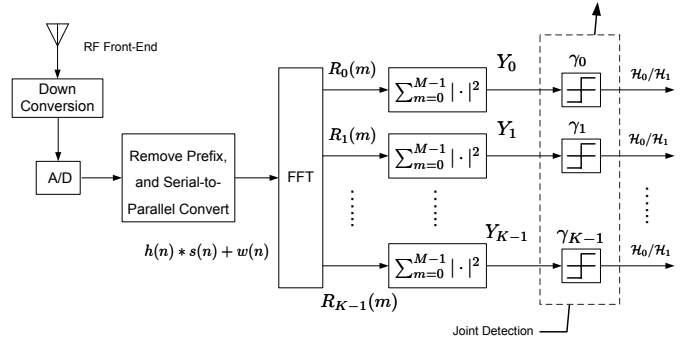 RF Front-End
Down
Conversion
A/D
Remove Prefix,
and Serial-to-
Parallel Convert
h(n) ∗ s(n) + w(n)
FFT
R_0(m)
∑_{m=0}^{M−1} | · |^2
Y_0
γ_0
H_0/H_1
R_1(m)
∑_{m=0}^{M−1} | · |^2
Y_1
γ_1
H_0/H_1
R_{K−1}(m)
∑_{m=0}^{M−1} | · |^2
Y_{K−1}
γ_{K−1}
H_0/H_1
Joint Detection